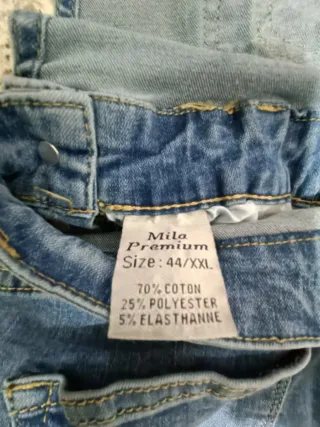 Mila
Premium
Size: 44/XXL
70% COTON
25% POLYESTER
5% ELASTHANNE